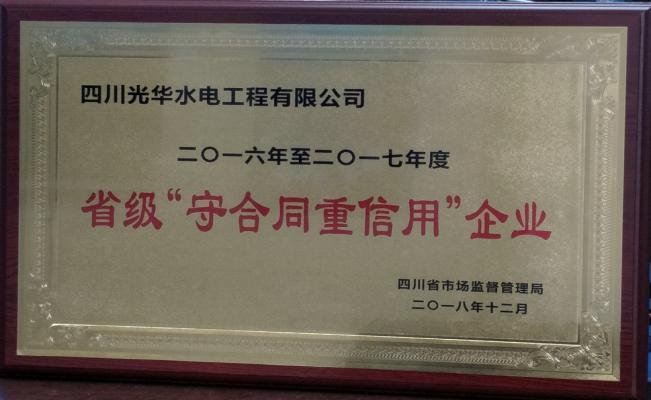 四川光华水电工程有限公司
二〇一六年至二〇一七年度
省级“守合同重信用”企业
四川省市场监督管理局
二〇一八年十二月